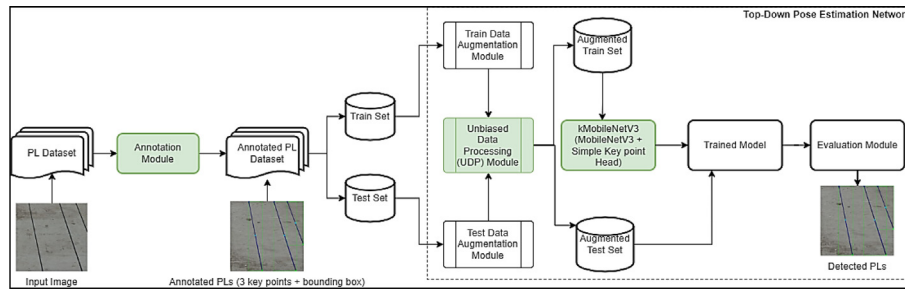 Top-Down Pose Estimation Network
Train Data
Augmentation
Module
Augmented
Train Set
PL Dataset
Annotation
Module
Annotated PL
Dataset
Train Set
Test Set
Unbiased
Data
Processing
(UDP) Module
kMobileNetV3
(MobileNetV3 +
Simple Key point
Head)
Trained Model
Evaluation Module
Test Data
Augmentation
Module
Augmented
Test Set
Input Image
Annotated PLs (3 key points + bounding box)
Detected PLs